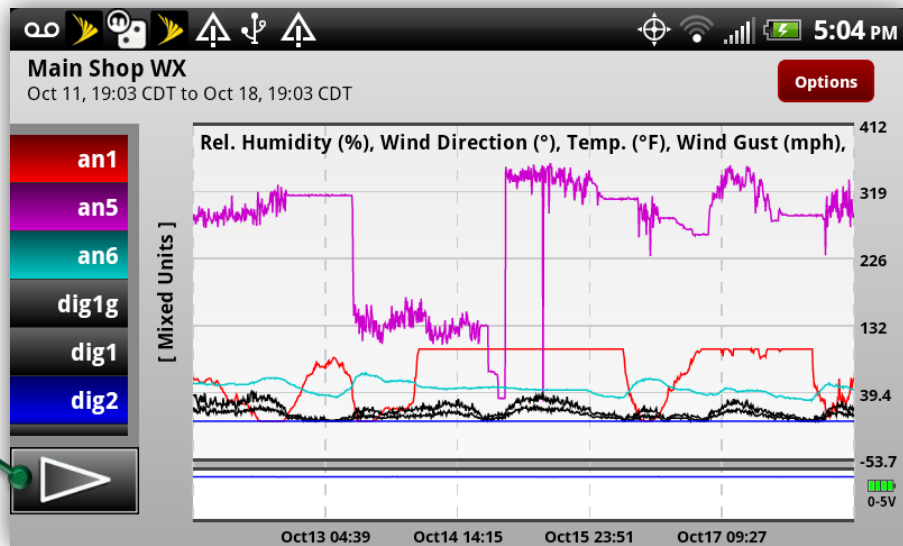 5:04 PM
Main Shop WX
Oct 11, 19:03 CDT to Oct 18, 19:03 CDT
Options
an1
an5
an6
dig1g
dig1
dig2
[ Mixed Units ]
Rel. Humidity (%), Wind Direction (°), Temp. (°F), Wind Gust (mph),
412
319
226
132
39.4
-53.7
0-5V
Oct13 04:39 Oct14 14:15 Oct15 23:51 Oct17 09:27